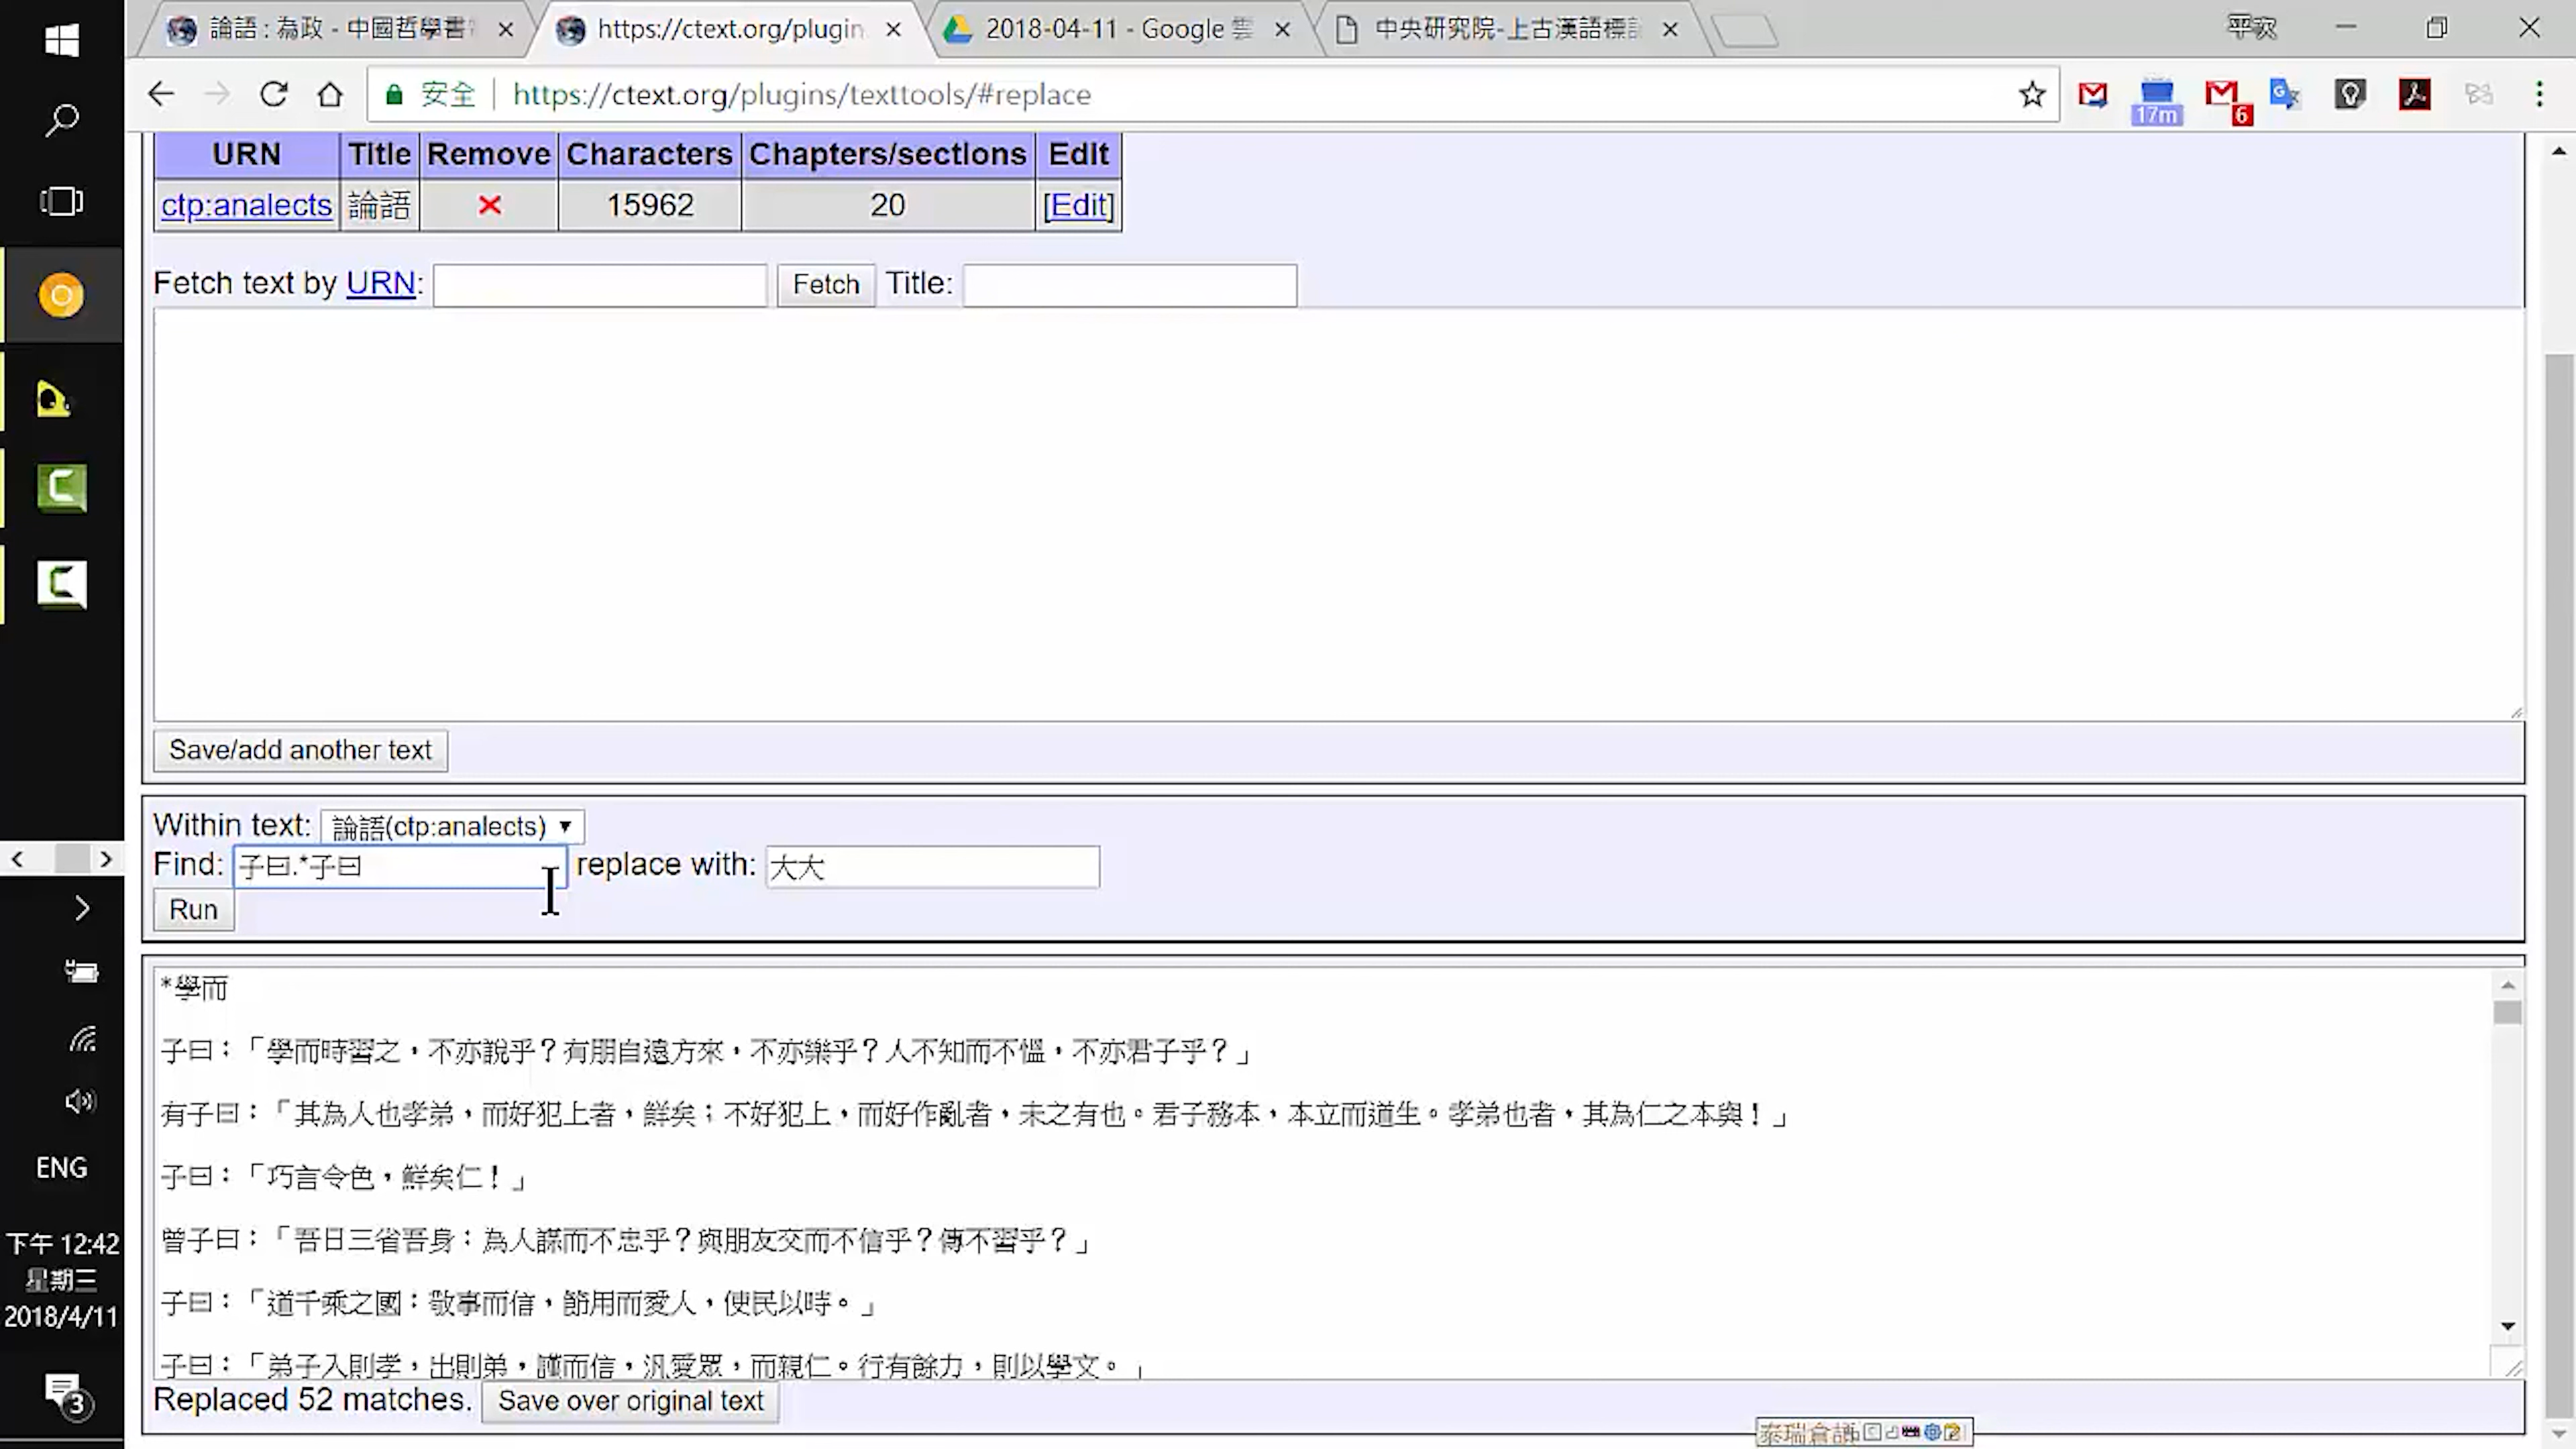 論語 : 為政 - 中國哲學書
https://ctext.org/plugin
2018-04-11 - Google 雲
中央研究院-上古漢語標記
安全 https://ctext.org/plugins/texttools/#replace
17m
6
URN Title Remove Characters Chapters/sections Edit
ctp:analects 論語 15962 20 [Edit]
Fetch text by URN: Fetch Title:
Save/add another text
Within text: 論語(ctp:analects)
Find: 子曰.*子曰 replace with: 大大
Run
*學而
子曰：「學而時習之，不亦說乎？有朋自遠方來，不亦樂乎？人不知而不慍，不亦君子乎？」
有子曰：「其為人也孝弟，而好犯上者，鮮矣；不好犯上，而好作亂者，未之有也。君子務本，本立而道生。孝弟也者，其為仁之本與！」
子曰：「巧言令色，鮮矣仁！」
曾子曰：「吾日三省吾身：為人謀而不忠乎？與朋友交而不信乎？傳不習乎？」
子曰：「道千乘之國：敬事而信，節用而愛人，使民以時。」
子曰：「弟子入則孝，出則弟，謹而信，汎愛眾，而親仁。行有餘力，則以學文。」
Replaced 52 matches. Save over original text
ENG
下午 12:42
星期三
2018/4/11
3